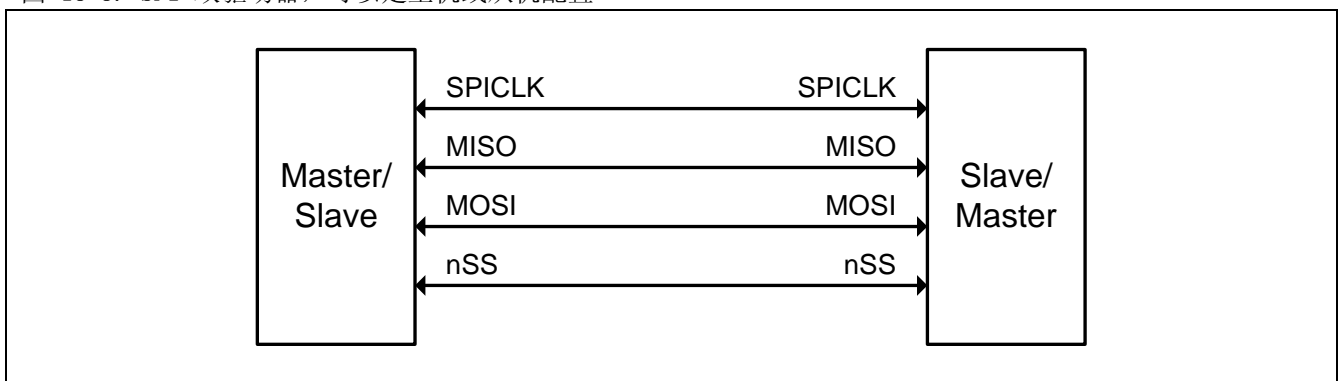 SPICLK SPICLK
MISO MISO
Master/ Slave/
Slave Master
MOSI MOSI
nSS nSS